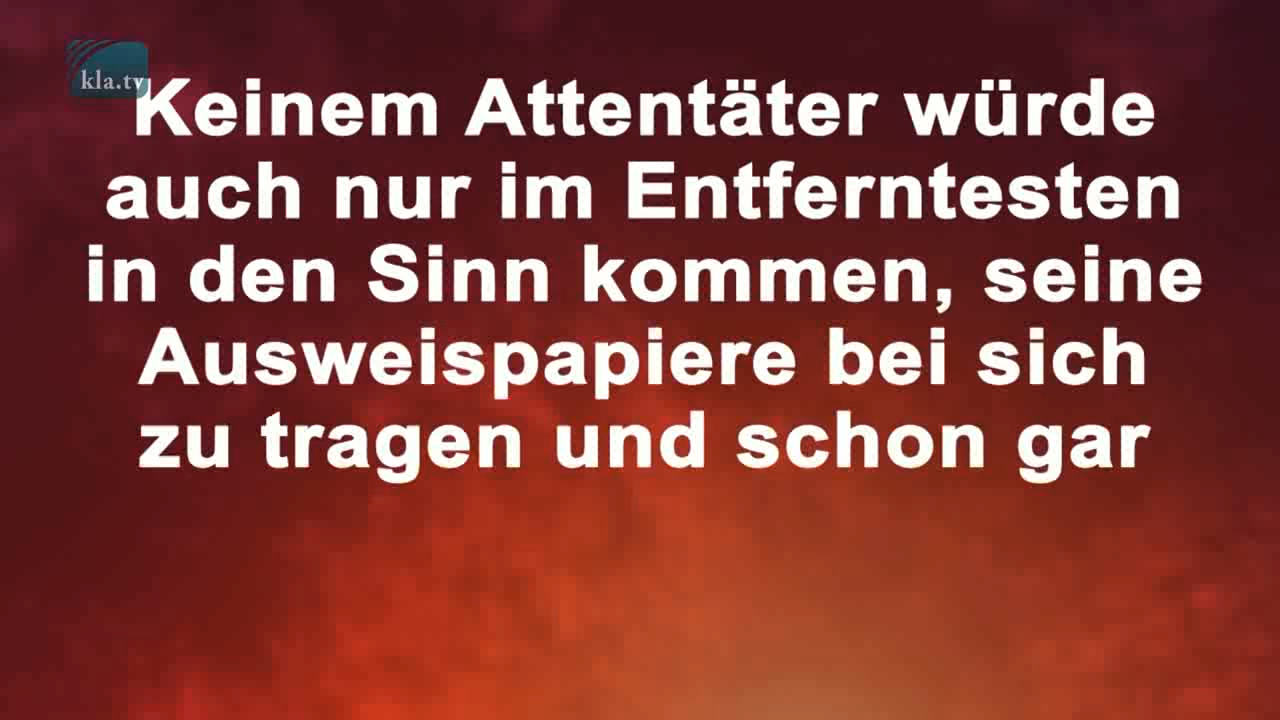 kla.tv
Keinem Attentäter würde
auch nur im Entferntesten
in den Sinn kommen, seine
Ausweispapiere bei sich
zu tragen und schon gar